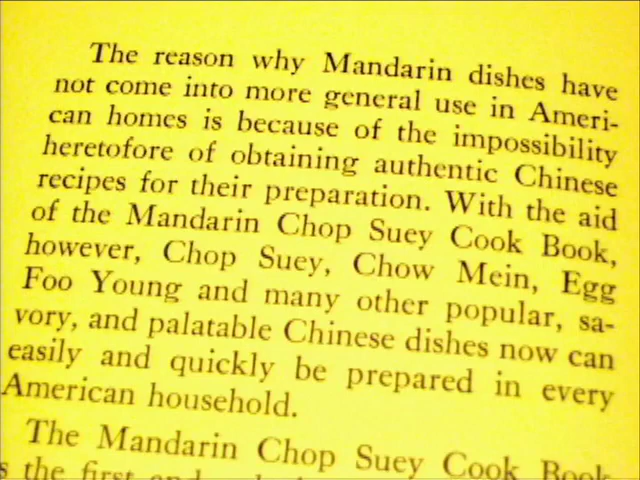 The reason why Mandarin dishes have
not come into more general use in Ameri-
can homes is because of the impossibility
heretofore of obtaining authentic Chinese
recipes for their preparation. With the aid
of the Mandarin Chop Suey Cook Book,
however, Chop Suey, Chow Mein, Egg
Foo Young and many other popular, sa-
vory, and palatable Chinese dishes now can
easily and quickly be prepared in every
American household.
The Mandarin Chop Suey Cook Book
the first and